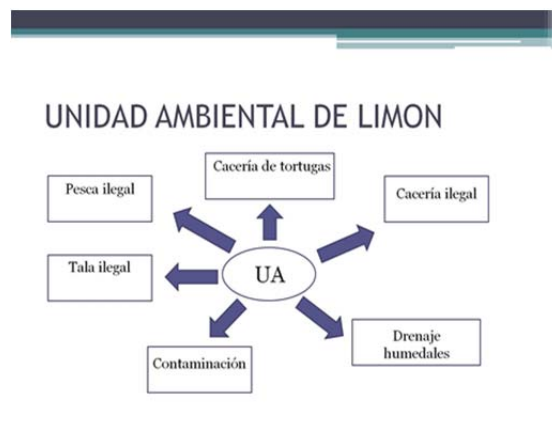 UNIDAD AMBIENTAL DE LIMON
Cacería de tortugas
Pesca ilegal
Cacería ilegal
Tala ilegal
UA
Drenaje
humedales
Contaminación